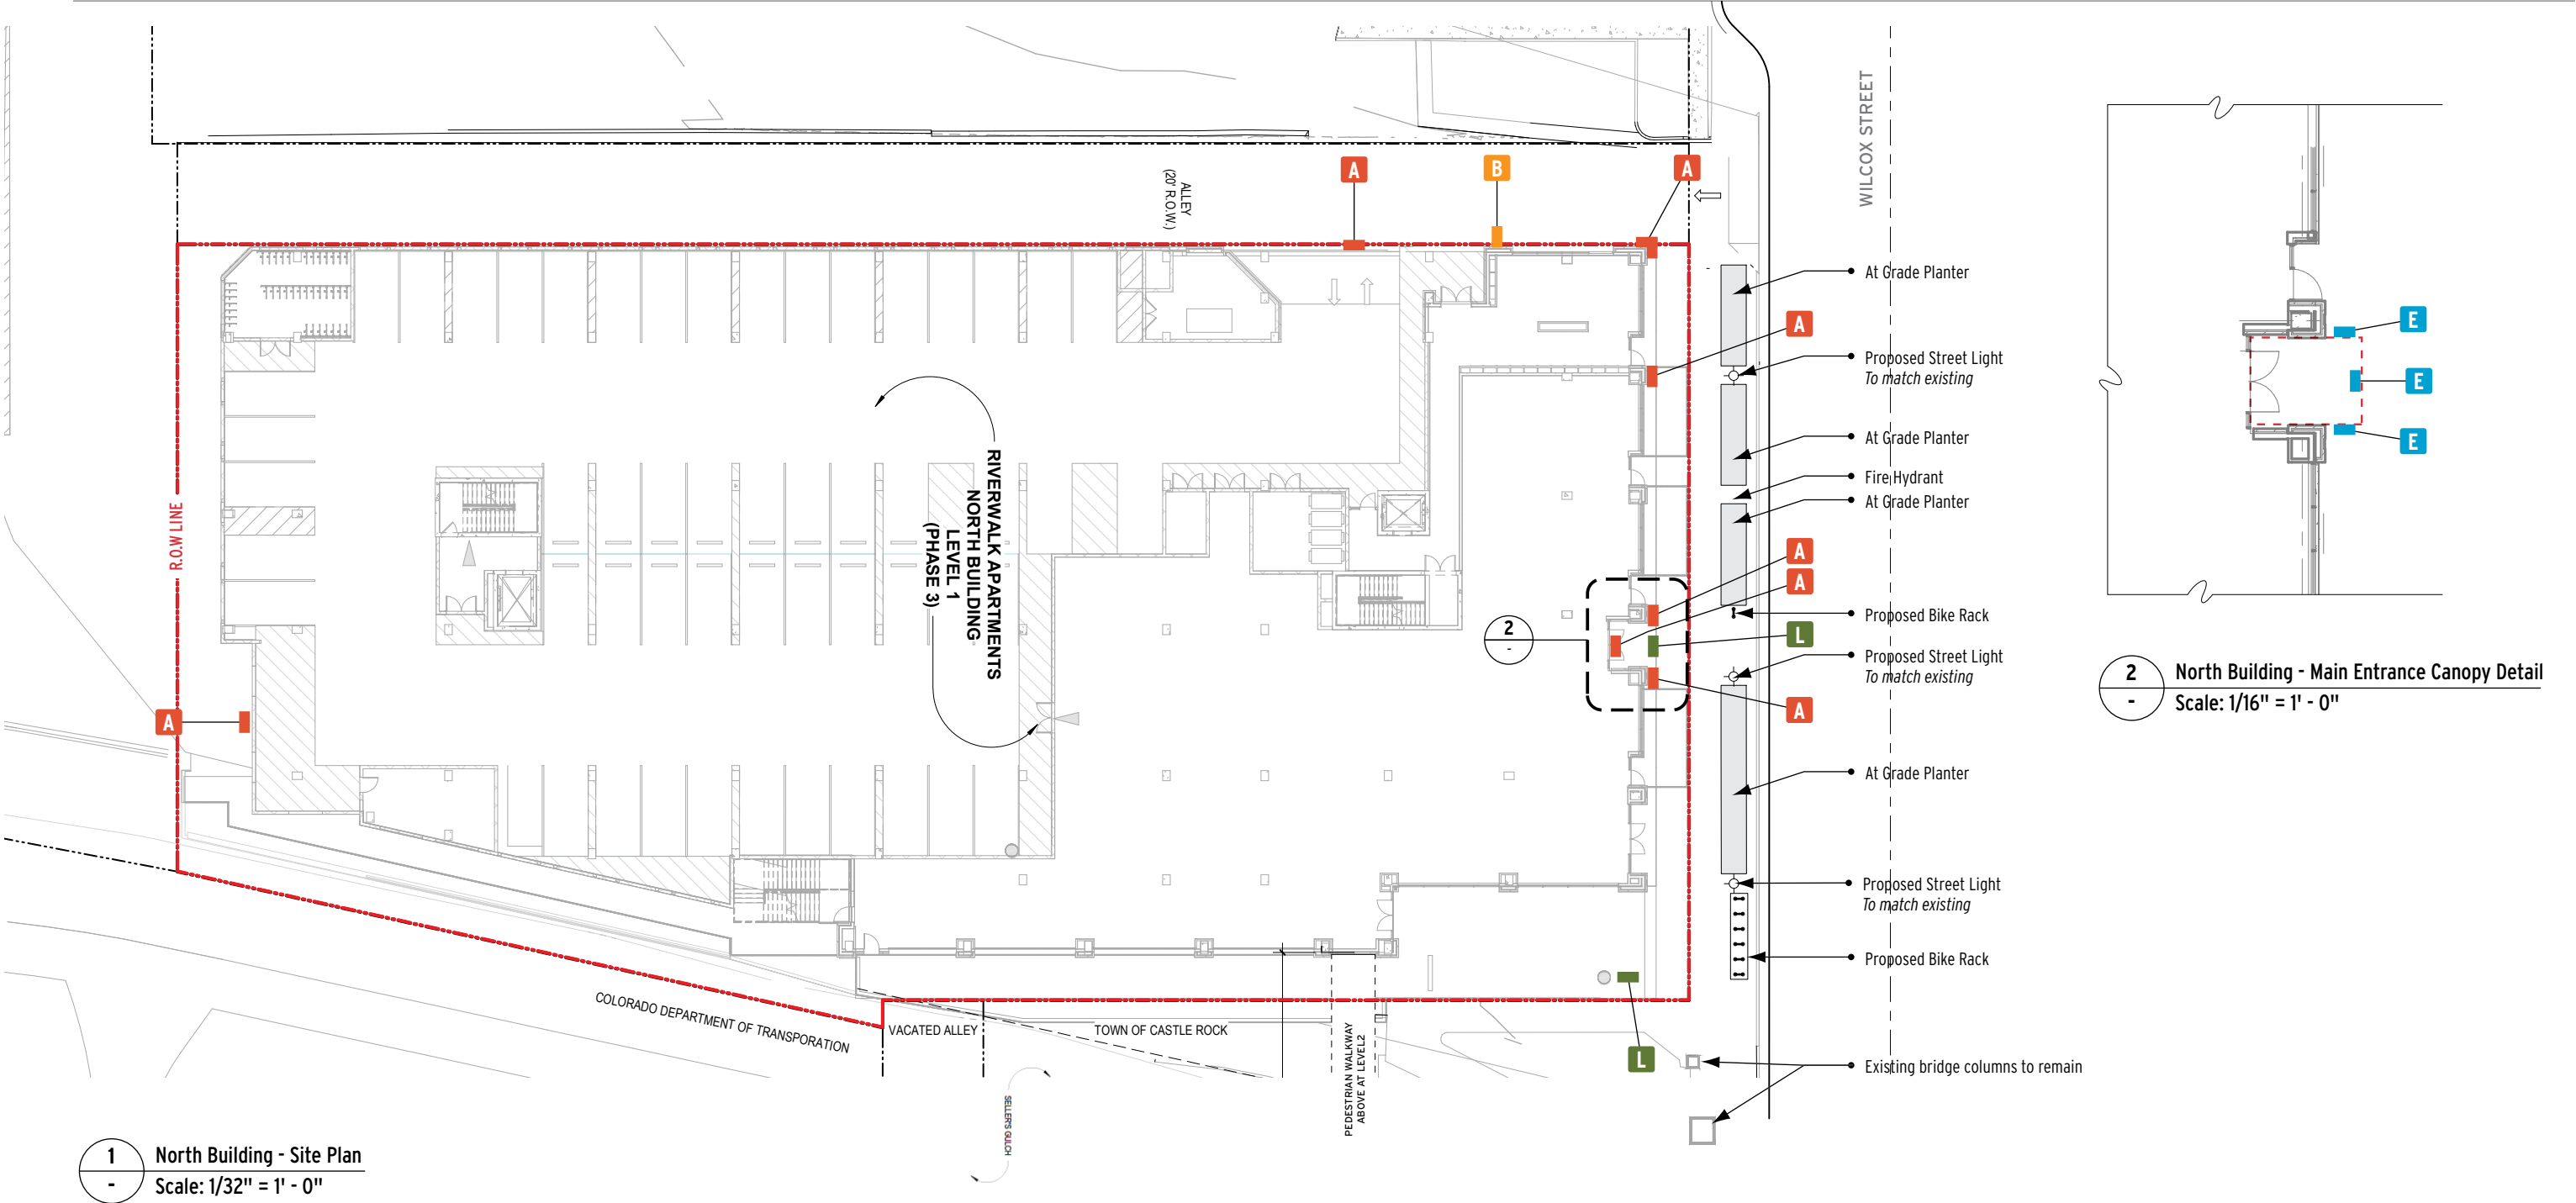 WILCOX STREET
A
B
A
ALLEY
(20' R.O.W.)
At Grade Planter
A
Proposed Street Light
To match existing
At Grade Planter
Fire Hydrant
At Grade Planter
R.O.W LINE
RIVERWALK APARTMENTS
NORTH BUILDING
LEVEL 1
(PHASE 3)
A
A
Proposed Bike Rack
L
2
-
Proposed Street Light
To match existing
A
A
At Grade Planter
Proposed Street Light
To match existing
Proposed Bike Rack
COLORADO DEPARTMENT OF TRANSPORATION
VACATED ALLEY
TOWN OF CASTLE ROCK
PEDESTRIAN WALKWAY
ABOVE AT LEVEL2
L
Existing bridge columns to remain
SELLER'S GULCH
1
-
North Building - Site Plan
Scale: 1/32" = 1' - 0"
E
E
E
2
-
North Building - Main Entrance Canopy Detail
Scale: 1/16" = 1' - 0"